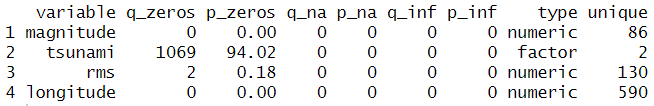 variable q_zeros p_zeros q_na p_na q_inf p_inf type unique
1 magnitude 0 0.00 0 0 0 0 numeric 86
2 tsunami 1069 94.02 0 0 0 0 factor 2
3 rms 2 0.18 0 0 0 0 numeric 130
4 longitude 0 0.00 0 0 0 0 numeric 590